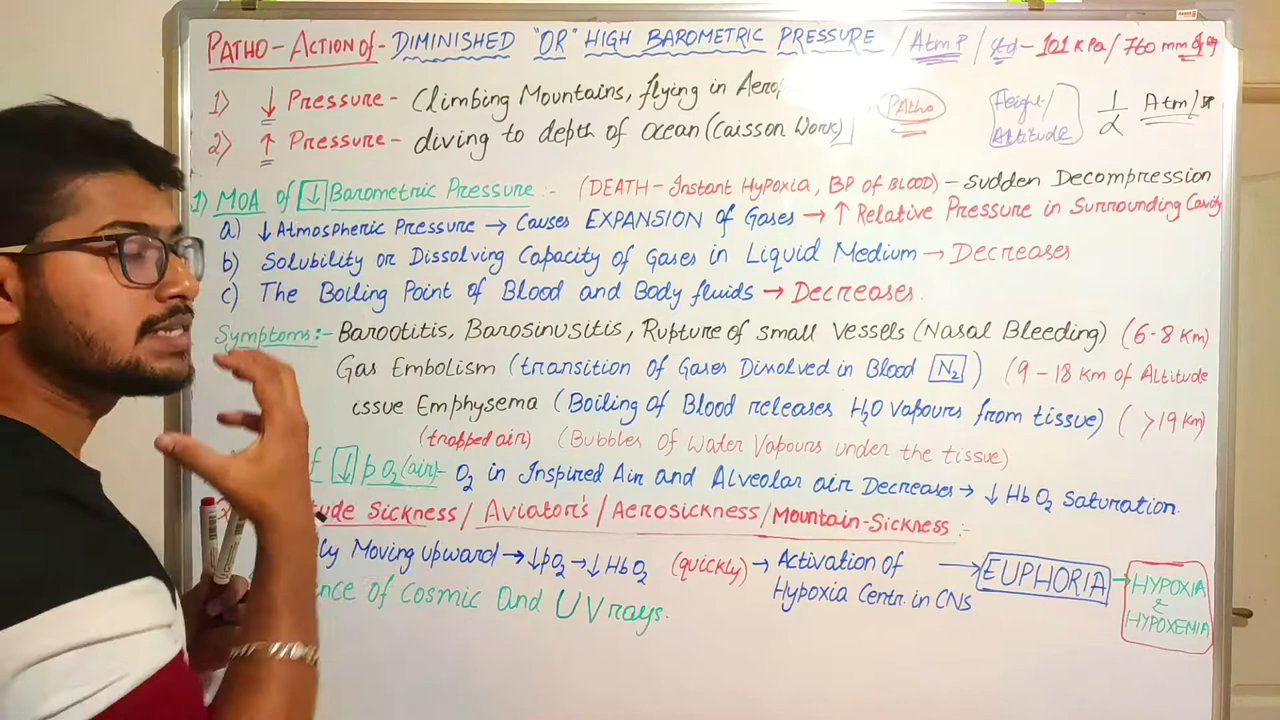 PATHO - ACTION of - DIMINISHED "OR" HIGH BAROMETRIC PRESSURE / Atm P / std - 101 KPa / 760 mm of Hg
1) ↓ Pressure - Climbing Mountains, flying in Aerop
2) ↑ Pressure - diving to depth of ocean (Caisson Work)
PAtho
Height/ Altitude 1/α Atm/
1) MOA of ↓ Barometric Pressure :- (DEATH - Instant Hypoxia, BP of BLOOD) - Sudden Decompression
a) ↓ Atmospheric Pressure → Causes EXPANSION of Gases → ↑ Relative Pressure in Surrounding Cavity
b) Solubility or Dissolving Capacity of Gases in Liquid Medium → Decreases
c) The Boiling Point of Blood and Body fluids → Decreases.
Symptoms:- Barootitis, Barosinusitis, Rupture of small Vessels (Nasal Bleeding) (6-8 Km)
Gas Embolism (transition of Gases Dissolved in Blood N2) (9 - 18 Km of Altitude
issue Emphysema (Boiling of Blood releases H2O Vapours from tissue) ( >19 Km)
(trapped air) (Bubbles of water Vapours under the tissue)
f ↓ pO2 (air)- O2 in Inspired Air and Alveolar air Decreases → ↓ HbO2 Saturation.
tude Sickness / Aviator's / Aerosickness / Mountain-Sickness :-
ly Moving upward → ↓ pO2 → ↓ HbO2 (quickly) → Activation of Hypoxia Centr. in CNS → EUPHORIA → HYPOXIA & HYPOXEMIA
nce of Cosmic and UV rays.